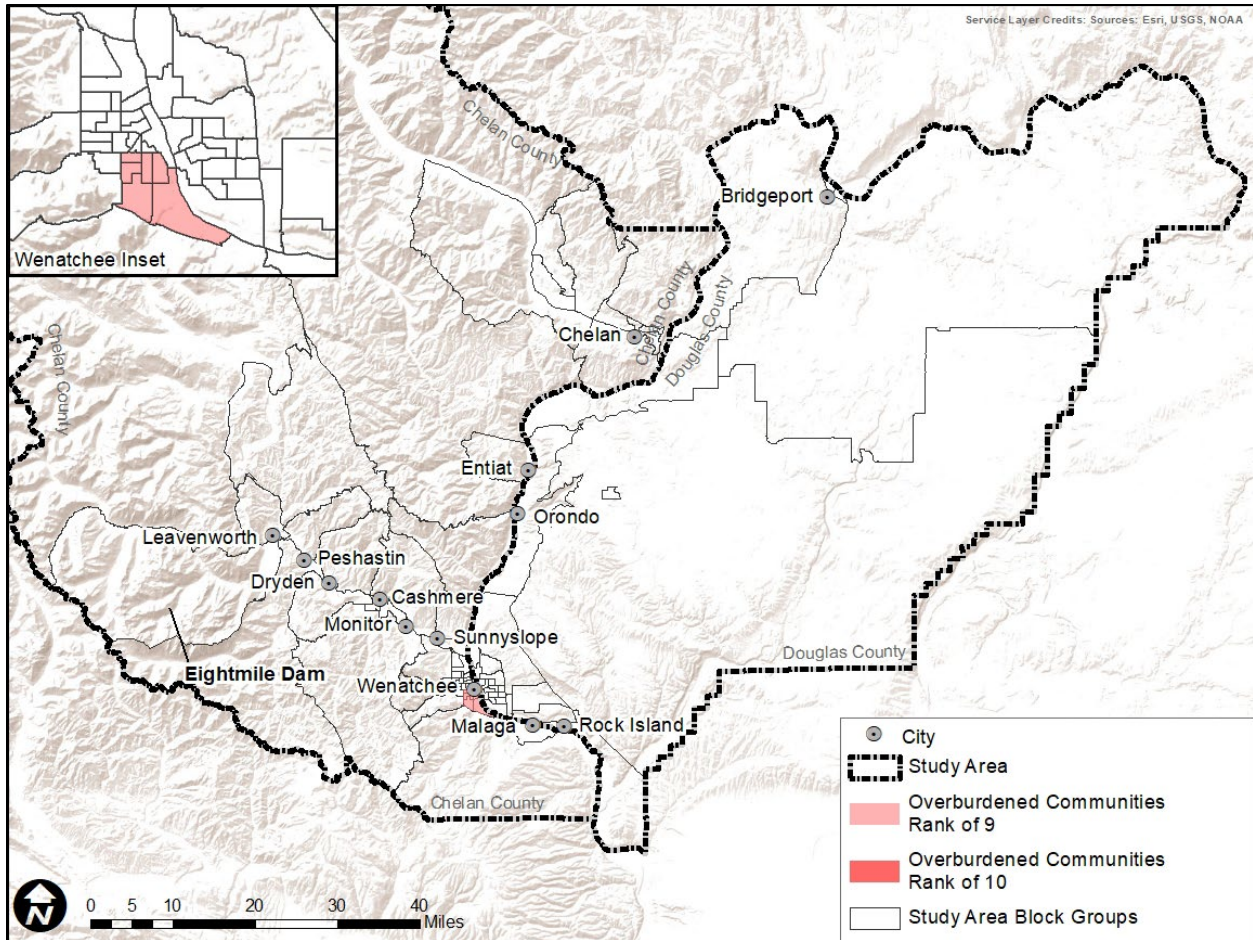 Service Layer Credits: Sources: Esri, USGS, NOAA
Wenatchee Inset
Chelan County
Bridgeport
Chelan
Chelan County
Douglas County
Chelan County
Entiat
Orondo
Leavenworth
Peshastin
Dryden
Cashmere
Monitor
Sunnyslope
Eightmile Dam
Wenatchee
Douglas County
Malaga
Rock Island
Chelan County
City
Study Area
Overburdened Communities
Rank of 9
Overburdened Communities
Rank of 10
Study Area Block Groups
N
0 5 10 20 30 40
Miles